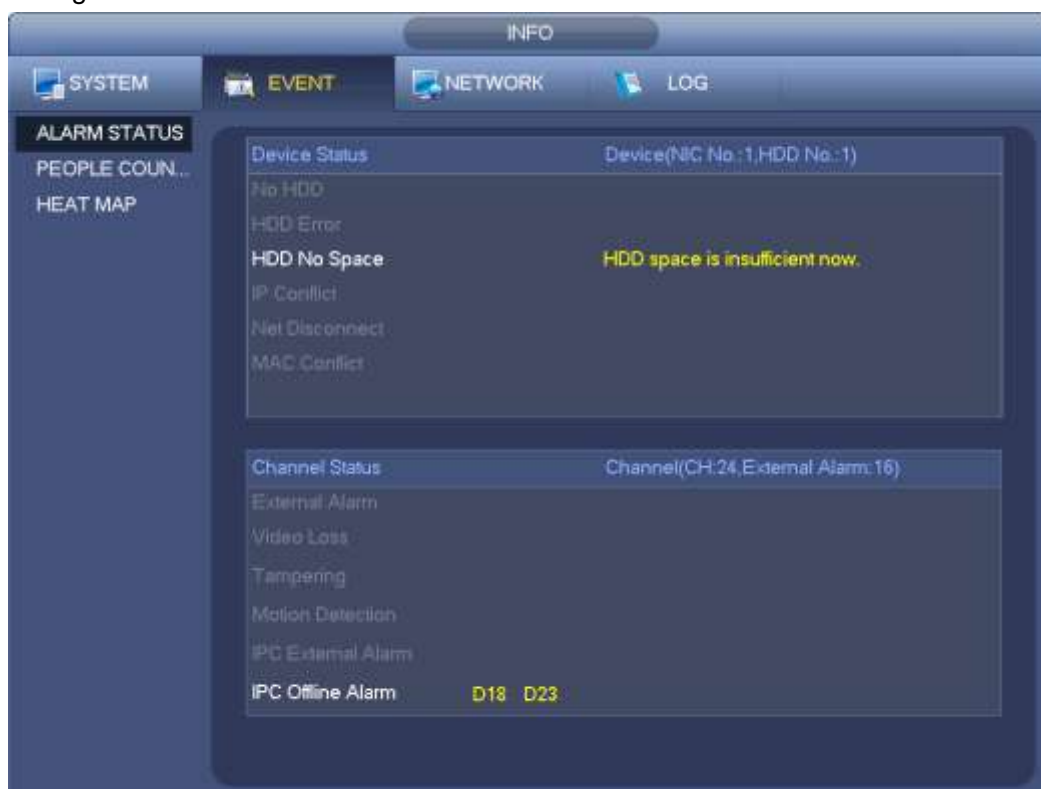 INFO
SYSTEM EVENT NETWORK LOG
ALARM STATUS
PEOPLE COUN...
HEAT MAP
Device Status Device(NIC No.:1,HDD No.:1)
No HDD
HDD Error
HDD No Space HDD space is insufficient now.
IP Conflict
Net Disconnect
MAC Conflict
Channel Status Channel(CH:24,External Alarm:16)
External Alarm
Video Loss
Tampering
Motion Detection
IPC External Alarm
IPC Offline Alarm D18 D23